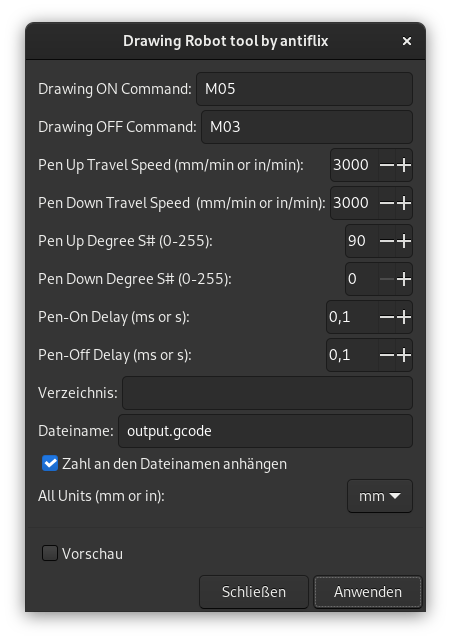 Drawing Robot tool by antiflix
Drawing ON Command: M05
Drawing OFF Command: M03
Pen Up Travel Speed (mm/min or in/min): 3000
Pen Down Travel Speed (mm/min or in/min): 3000
Pen Up Degree S# (0-255): 90
Pen Down Degree S# (0-255): 0
Pen-On Delay (ms or s): 0,1
Pen-Off Delay (ms or s): 0,1
Verzeichnis:
Dateiname: output.gcode
Zahl an den Dateinamen anhängen
All Units (mm or in): mm
Vorschau
Schließen Anwenden